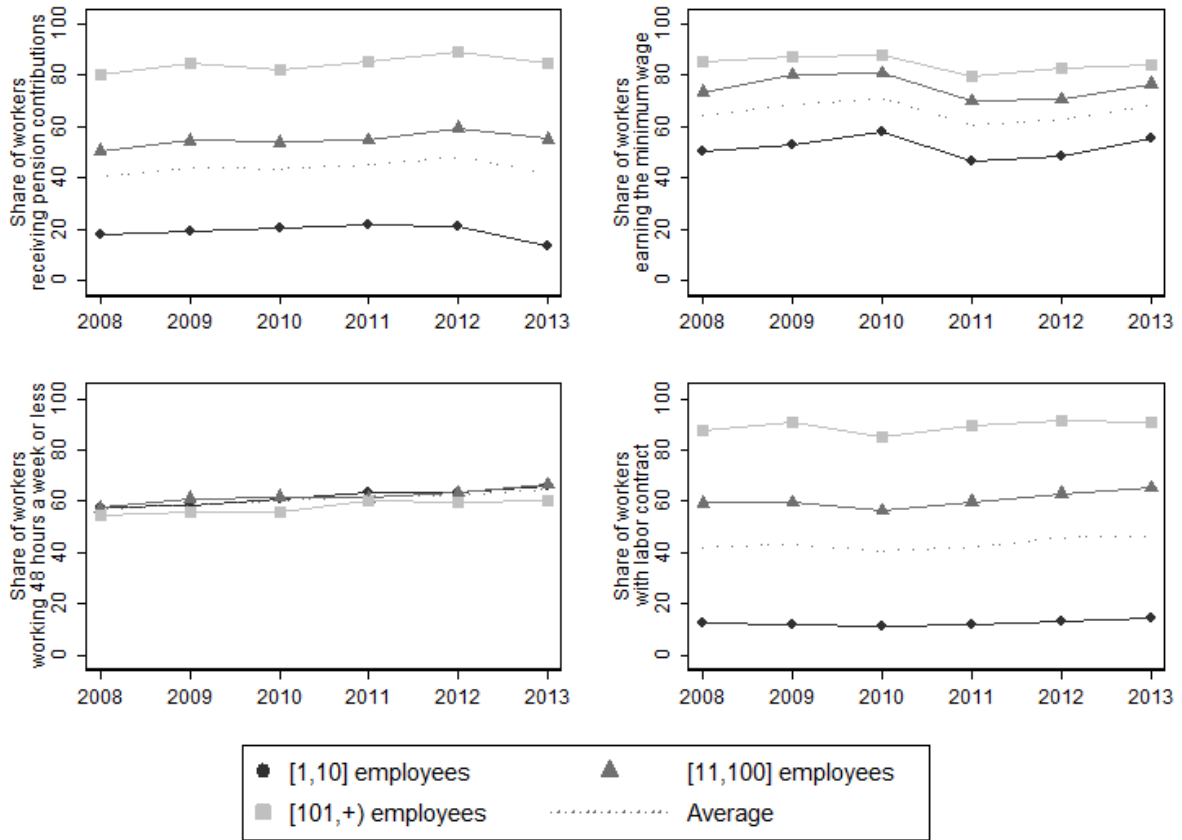 Share of workers
receiving pension contributions
0 20 40 60 80 100
2008 2009 2010 2011 2012 2013
Share of workers
earning the minimum wage
0 20 40 60 80 100
2008 2009 2010 2011 2012 2013
Share of workers
working 48 hours a week or less
0 20 40 60 80 100
2008 2009 2010 2011 2012 2013
Share of workers
with labor contract
0 20 40 60 80 100
2008 2009 2010 2011 2012 2013
[1,10] employees [11,100] employees
[101,+) employees Average